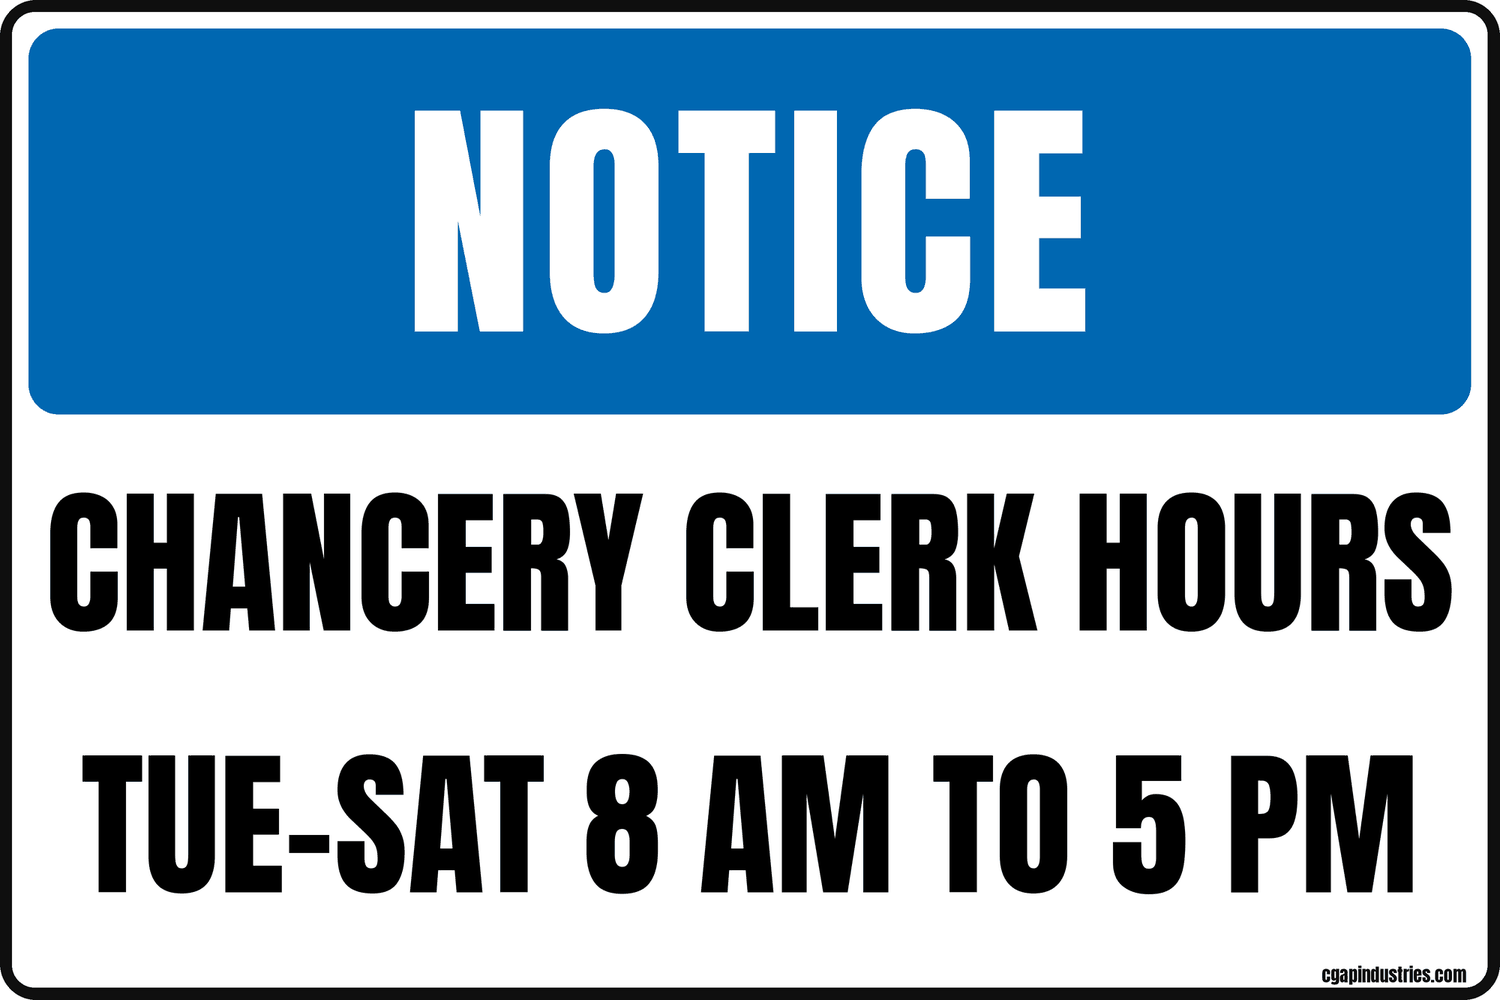 NOTICE
CHANCERY CLERK HOURS
TUE-SAT 8 AM TO 5 PM
cgapindustries.com